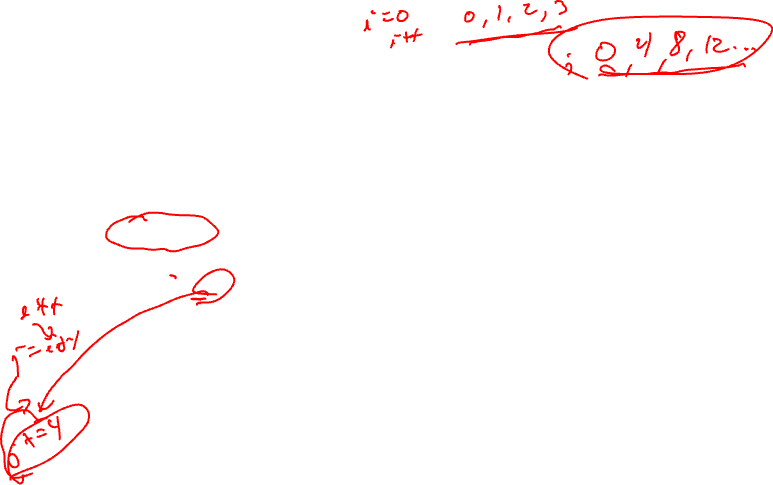 i=0 0, 1, 2, 3
i++
i 0, 4, 8, 12...
i++
i=i+1
i+=4